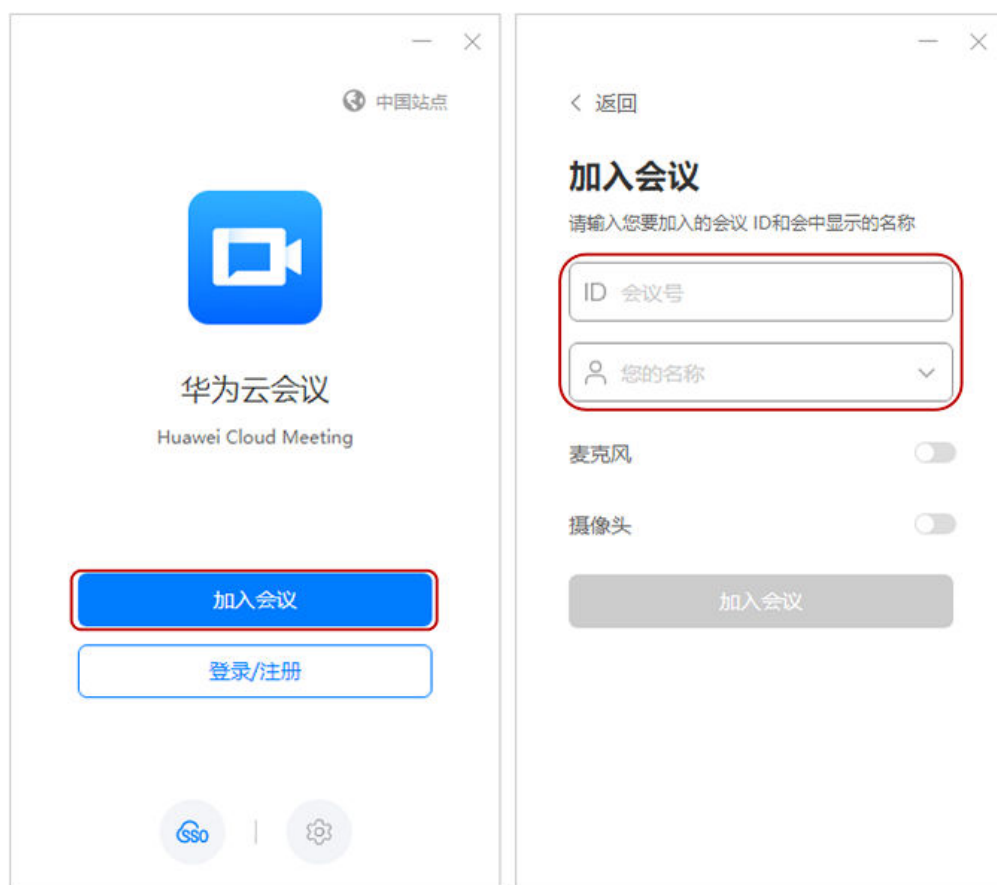 中国站点
华为云会议
Huawei Cloud Meeting
加入会议
登录/注册
SSO
返回
加入会议
请输入您要加入的会议 ID和会中显示的名称
ID 会议号
您的名称
麦克风
摄像头
加入会议